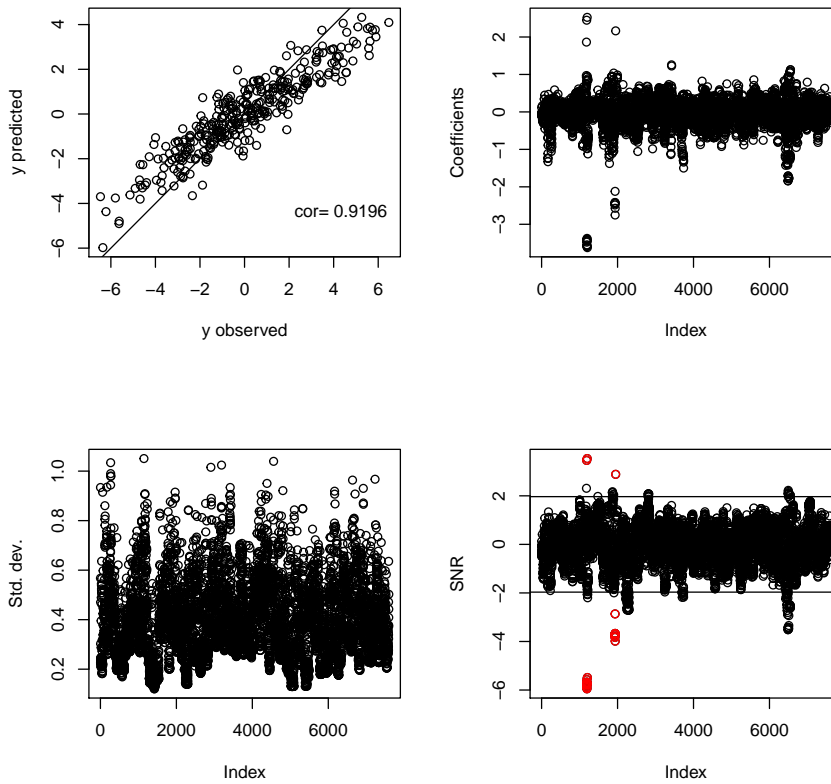 −6 −4 −2 0 2 4
y predicted
cor= 0.9196
−6 −4 −2 0 2 4 6
y observed
−3 −2 −1 0 1 2
Coefficients
0 2000 4000 6000
Index
0.2 0.4 0.6 0.8 1.0
Std. dev.
0 2000 4000 6000
Index
−6 −4 −2 0 2
SNR
0 2000 4000 6000
Index